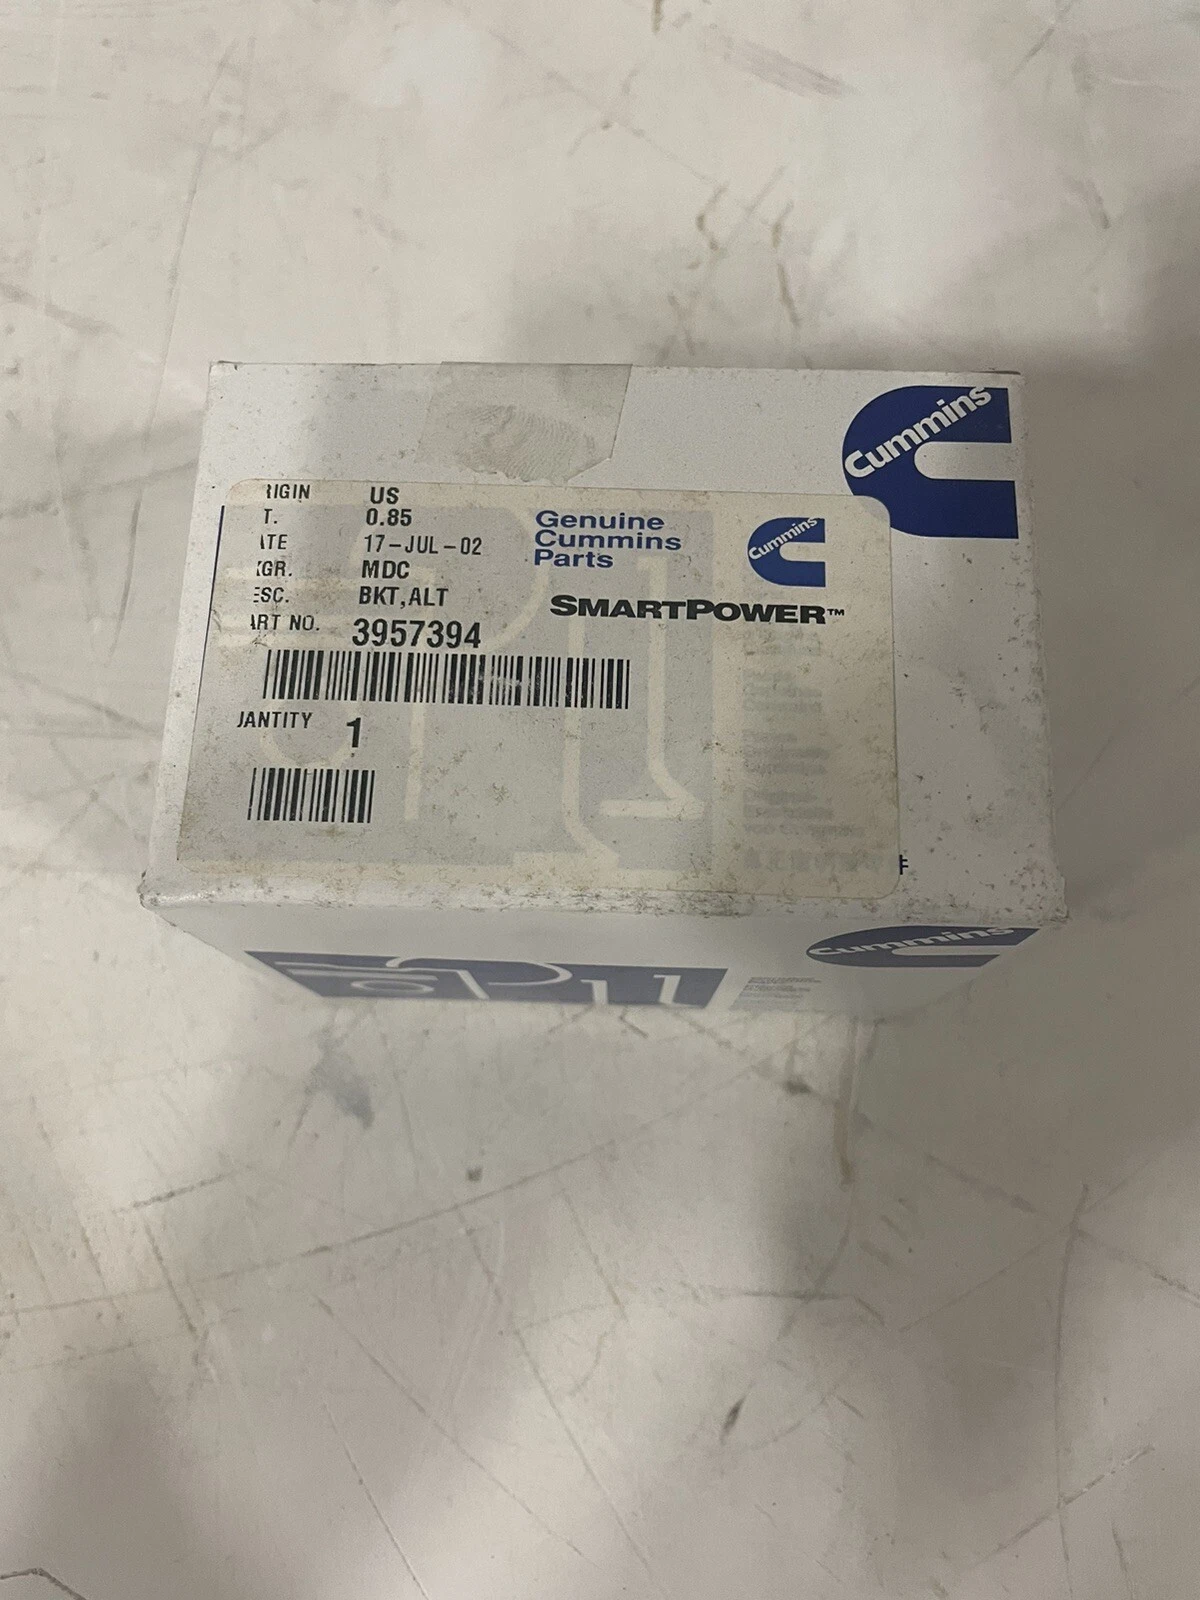 Cummins
RIGIN US
T. 0.85
ATE 17-JUL-02
KGR. MDC
ESC. BKT,ALT
ART NO. 3957394
JANTITY 1
Genuine
Cummins
Parts
Cummins
SMARTPOWER™
Cummins